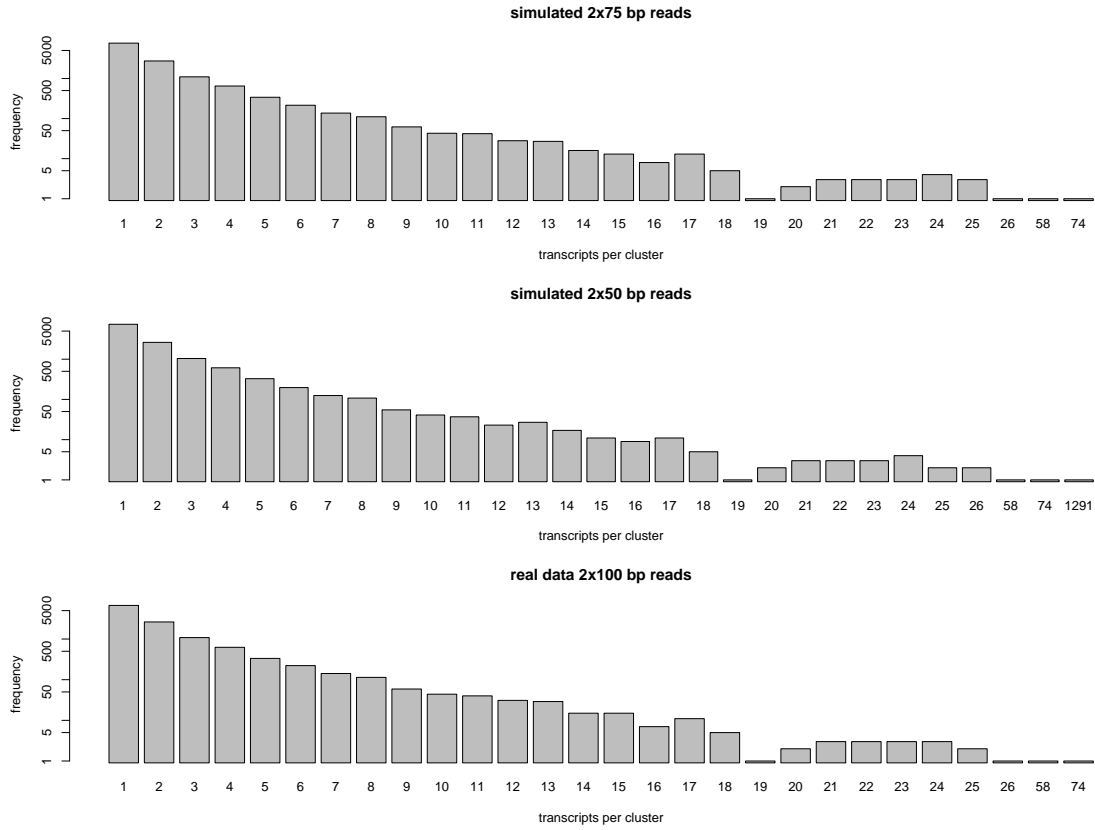 simulated 2x75 bp reads
frequency
5000
500
50
5
1
1 2 3 4 5 6 7 8 9 10 11 12 13 14 15 16 17 18 19 20 21 22 23 24 25 26 58 74
transcripts per cluster
simulated 2x50 bp reads
frequency
5000
500
50
5
1
1 2 3 4 5 6 7 8 9 10 11 12 13 14 15 16 17 18 19 20 21 22 23 24 25 26 58 74 1291
transcripts per cluster
real data 2x100 bp reads
frequency
5000
500
50
5
1
1 2 3 4 5 6 7 8 9 10 11 12 13 14 15 16 17 18 19 20 21 22 23 24 25 26 58 74
transcripts per cluster